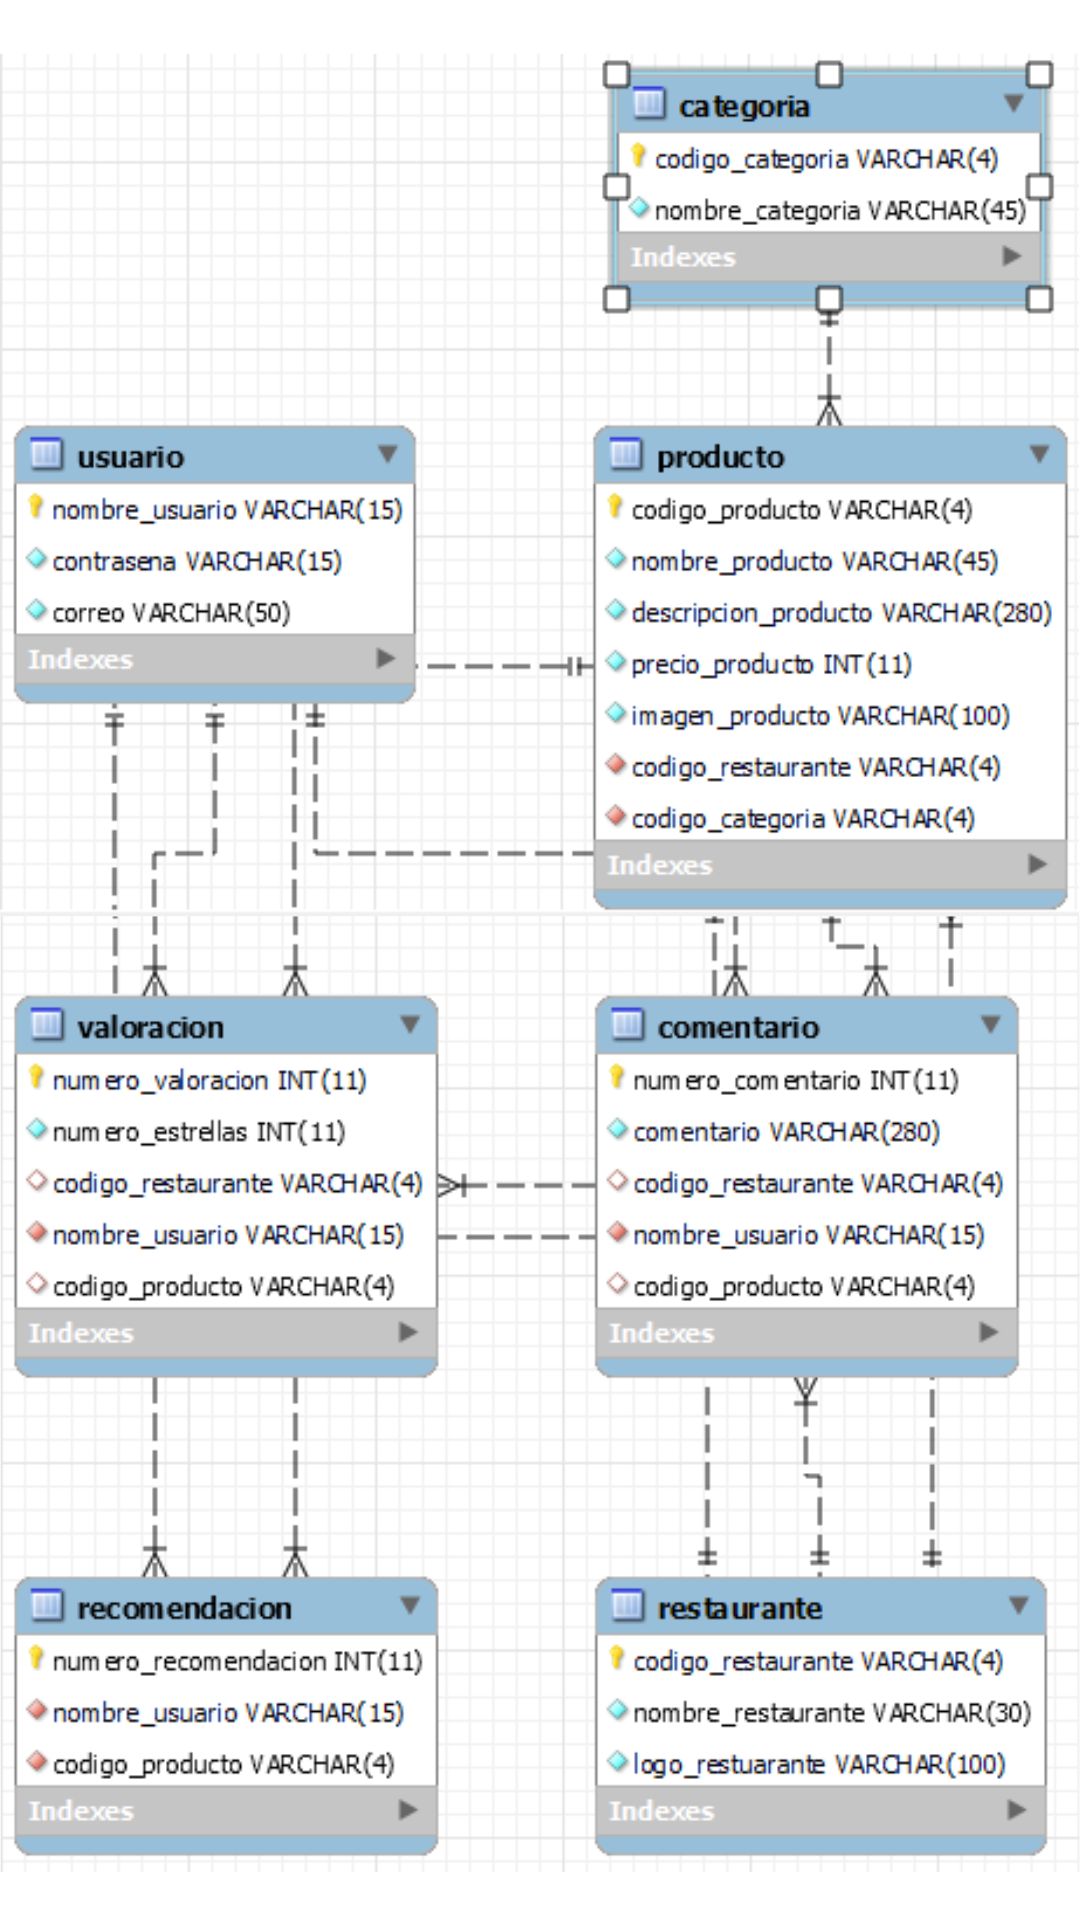 categoria
codigo_categoria VARCHAR(4)
nombre_categoria VARCHAR(45)
Indexes
usuario
nombre_usuario VARCHAR(15)
contrasena VARCHAR(15)
correo VARCHAR(50)
Indexes
producto
codigo_producto VARCHAR(4)
nombre_producto VARCHAR(45)
descripcion_producto VARCHAR(280)
precio_producto INT(11)
imagen_producto VARCHAR(100)
codigo_restaurante VARCHAR(4)
codigo_categoria VARCHAR(4)
Indexes
valoracion
numero_valoracion INT(11)
numero_estrellas INT(11)
codigo_restaurante VARCHAR(4)
nombre_usuario VARCHAR(15)
codigo_producto VARCHAR(4)
Indexes
comentario
numero_comentario INT(11)
comentario VARCHAR(280)
codigo_restaurante VARCHAR(4)
nombre_usuario VARCHAR(15)
codigo_producto VARCHAR(4)
Indexes
recomendacion
numero_recomendacion INT(11)
nombre_usuario VARCHAR(15)
codigo_producto VARCHAR(4)
Indexes
restaurante
codigo_restaurante VARCHAR(4)
nombre_restaurante VARCHAR(30)
logo_restuarante VARCHAR(100)
Indexes